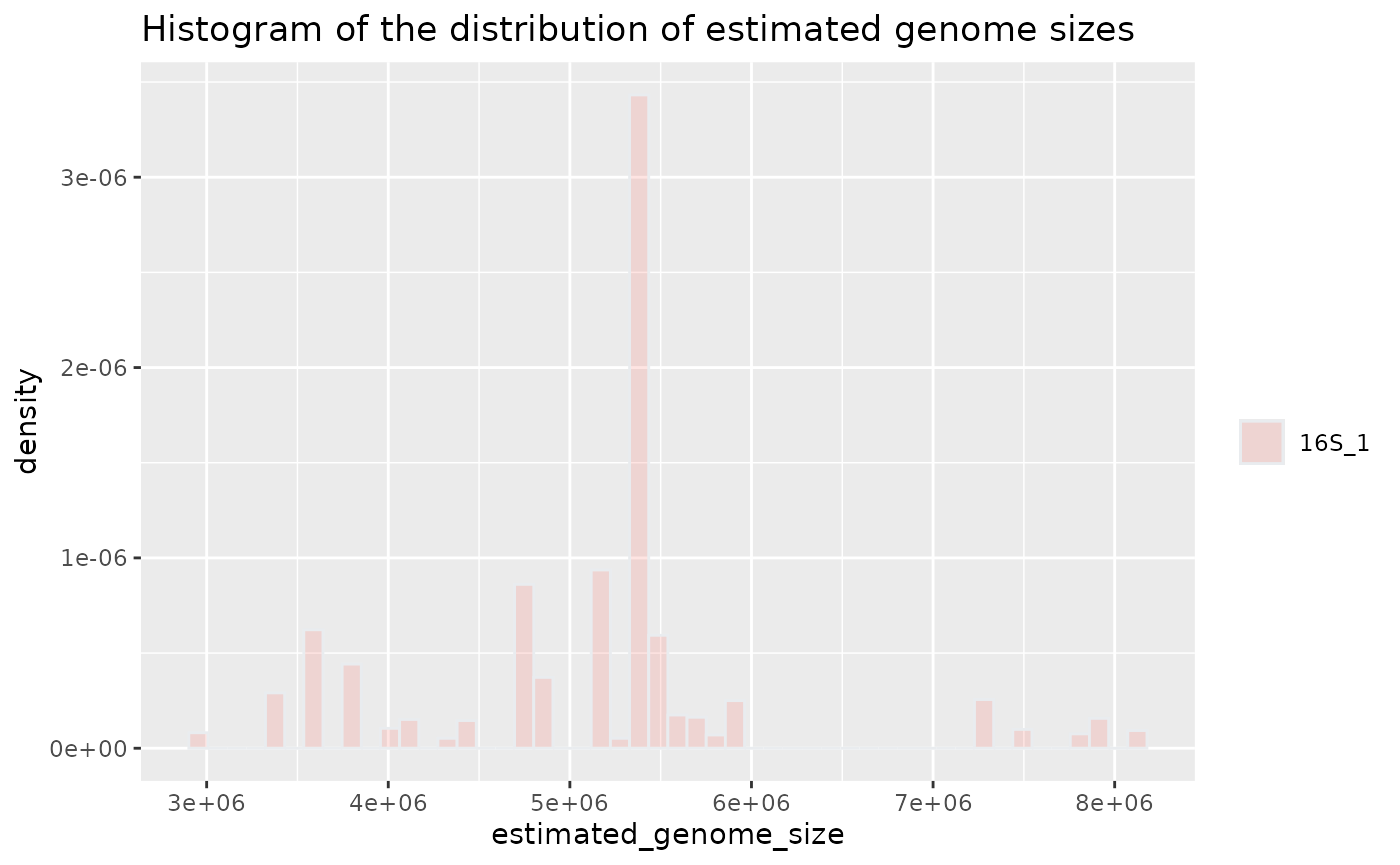 Histogram of the distribution of estimated genome sizes
density
3e-06
2e-06
1e-06
0e+00
3e+06
4e+06
5e+06
6e+06
7e+06
8e+06
estimated_genome_size
16S_1